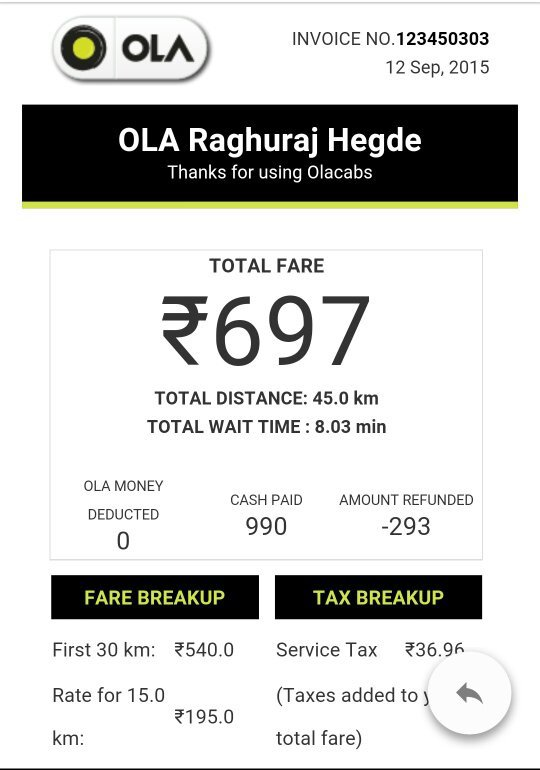 OLA
INVOICE NO.123450303
12 Sep, 2015
OLA Raghuraj Hegde
Thanks for using Olacabs
TOTAL FARE
₹697
TOTAL DISTANCE: 45.0 km
TOTAL WAIT TIME : 8.03 min
OLA MONEY
DEDUCTED
0
CASH PAID
990
AMOUNT REFUNDED
-293
FARE BREAKUP
First 30 km: ₹540.0
Rate for 15.0
km:
₹195.0
TAX BREAKUP
Service Tax ₹36.96
(Taxes added to
total fare)